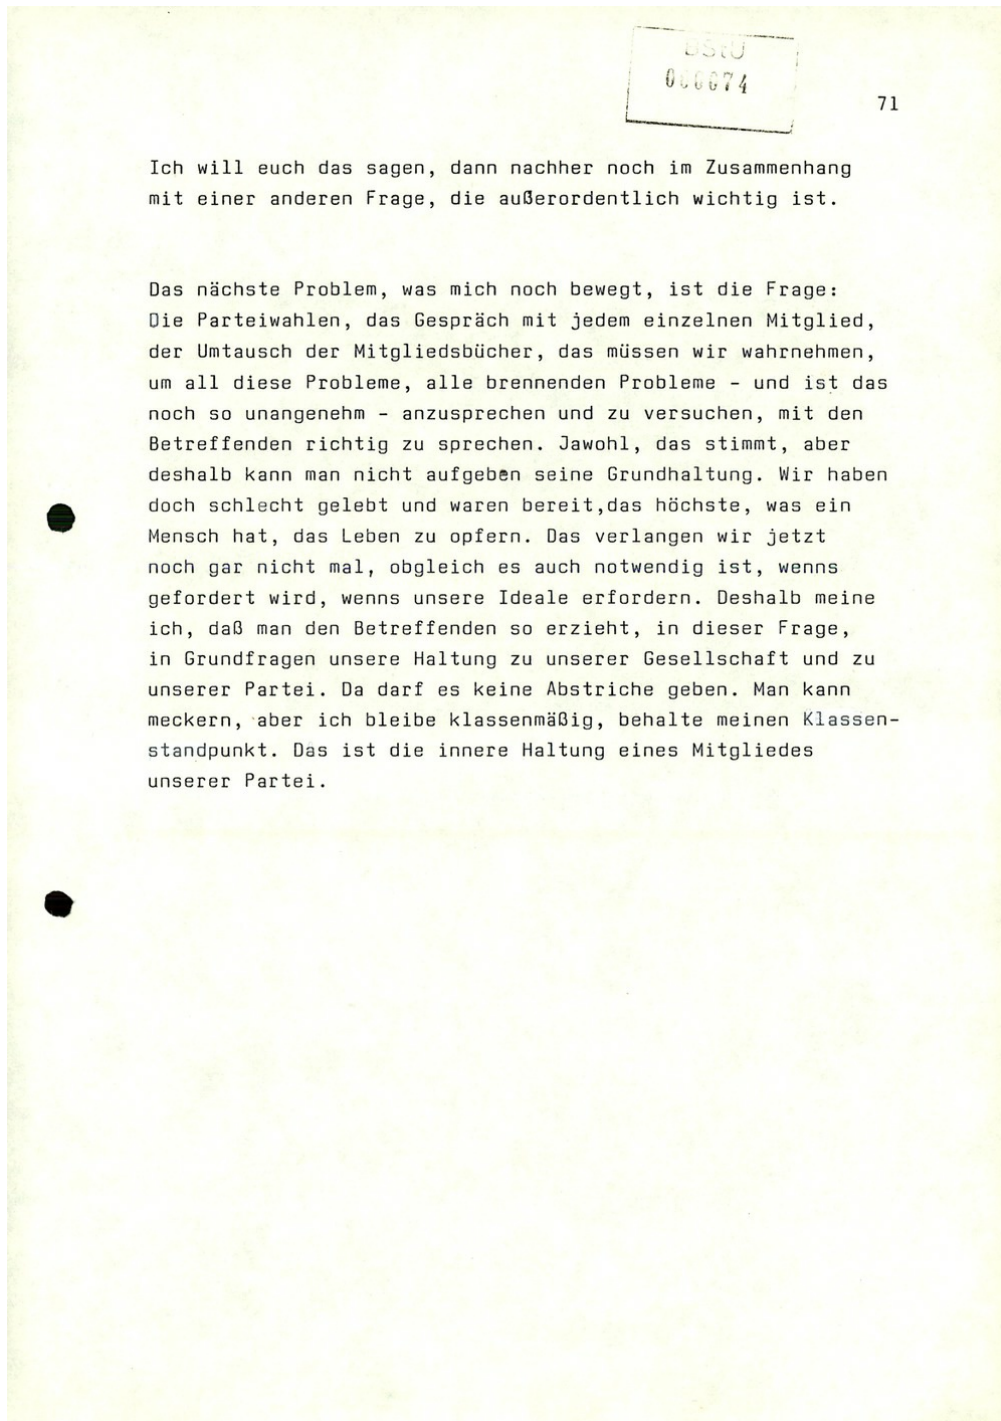 BStU
000074
71
Ich will euch das sagen, dann nachher noch im Zusammenhang
mit einer anderen Frage, die außerordentlich wichtig ist.
Das nächste Problem, was mich noch bewegt, ist die Frage:
Die Parteiwahlen, das Gespräch mit jedem einzelnen Mitglied,
der Umtausch der Mitgliedsbücher, das müssen wir wahrnehmen,
um all diese Probleme, alle brennenden Probleme - und ist das
noch so unangenehm - anzusprechen und zu versuchen, mit den
Betreffenden richtig zu sprechen. Jawohl, das stimmt, aber
deshalb kann man nicht aufgeben seine Grundhaltung. Wir haben
doch schlecht gelebt und waren bereit,das höchste, was ein
Mensch hat, das Leben zu opfern. Das verlangen wir jetzt
noch gar nicht mal, obgleich es auch notwendig ist, wenns
gefordert wird, wenns unsere Ideale erfordern. Deshalb meine
ich, daß man den Betreffenden so erzieht, in dieser Frage,
in Grundfragen unsere Haltung zu unserer Gesellschaft und zu
unserer Partei. Da darf es keine Abstriche geben. Man kann
meckern, aber ich bleibe klassenmäßig, behalte meinen Klassen-
standpunkt. Das ist die innere Haltung eines Mitgliedes
unserer Partei.